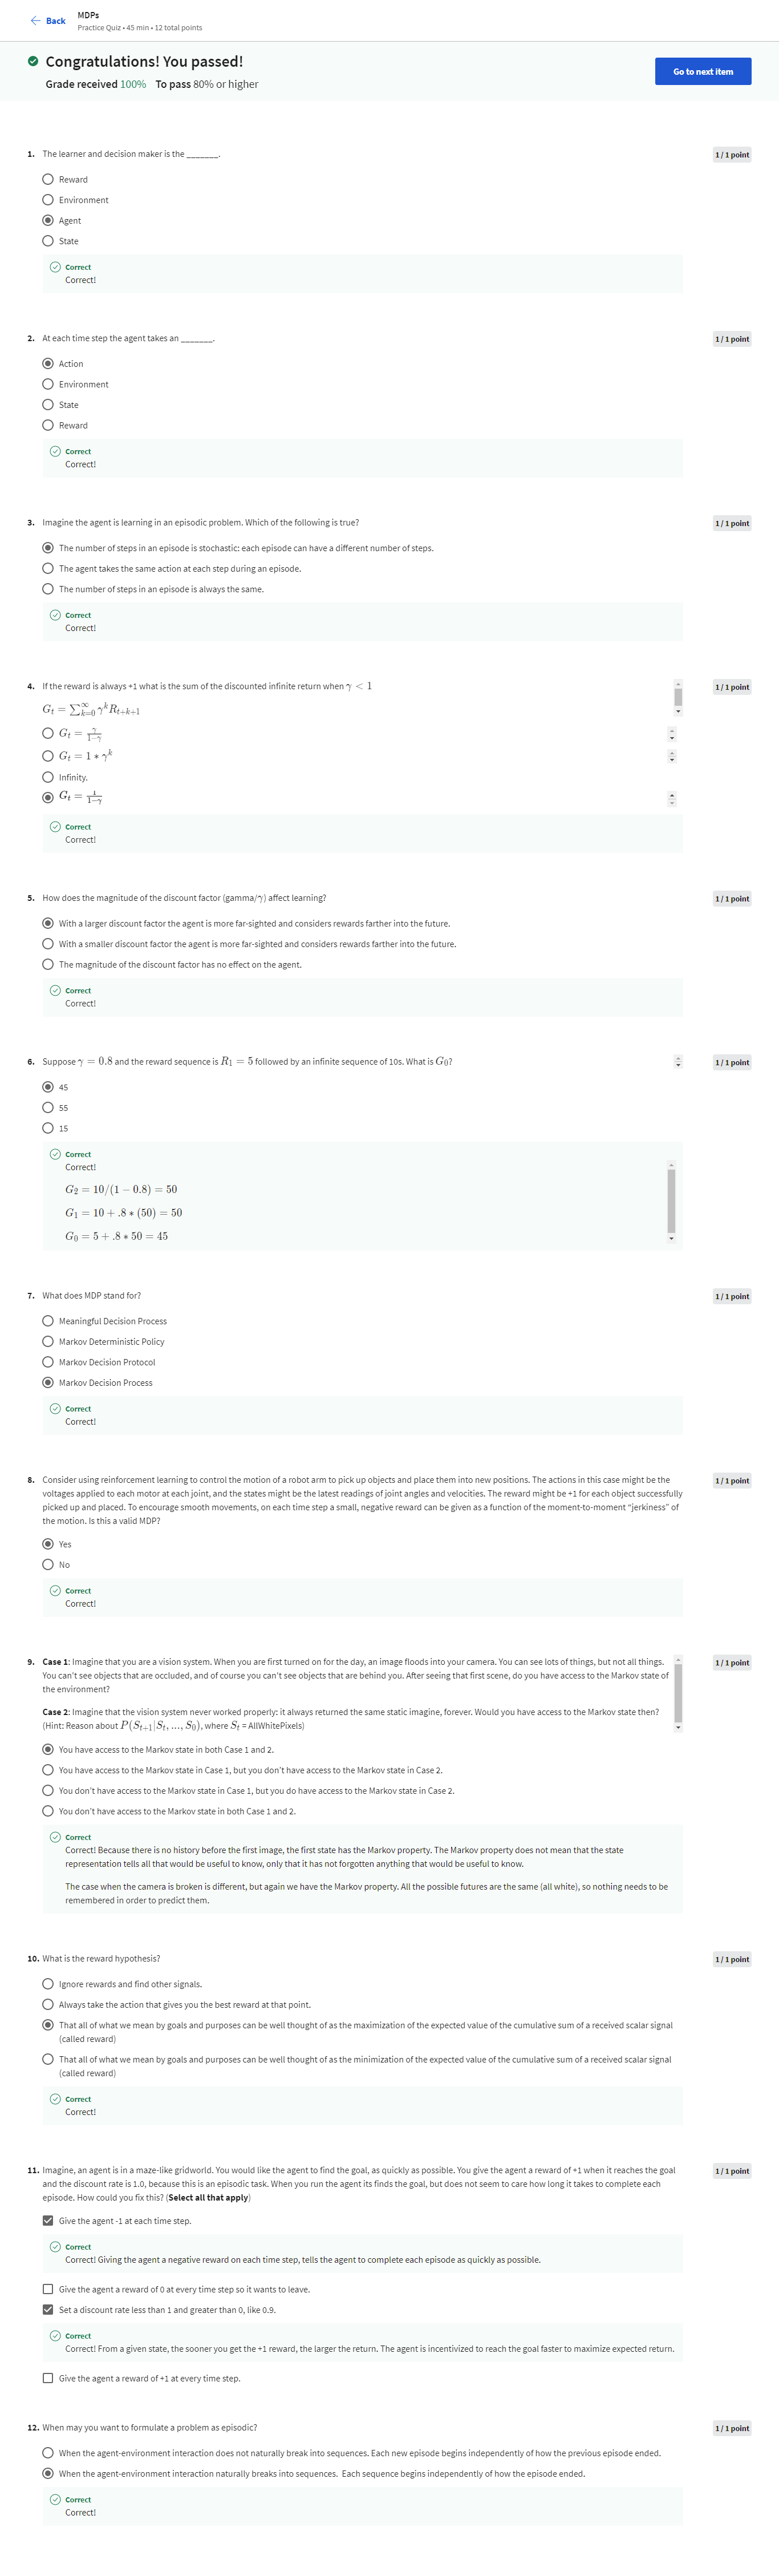 Back
MDPs
Practice Quiz • 45 min • 12 total points
Congratulations! You passed!
Grade received 100% To pass 80% or higher
Go to next item
1. The learner and decision maker is the _______.
1 / 1 point
Reward
Environment
Agent
State
Correct
Correct!
2. At each time step the agent takes an _______.
1 / 1 point
Action
Environment
State
Reward
Correct
Correct!
3. Imagine the agent is learning in an episodic problem. Which of the following is true?
1 / 1 point
The number of steps in an episode is stochastic: each episode can have a different number of steps.
The agent takes the same action at each step during an episode.
The number of steps in an episode is always the same.
Correct
Correct!
4. If the reward is always +1 what is the sum of the discounted infinite return when γ < 1
1 / 1 point
G_t = ∑_{k=0}^{∞} γ^k R_{t+k+1}
G_t = γ/(1−γ)
G_t = 1 ∗ γ^k
Infinity.
G_t = 1/(1−γ)
Correct
Correct!
5. How does the magnitude of the discount factor (gamma/γ) affect learning?
1 / 1 point
With a larger discount factor the agent is more far-sighted and considers rewards farther into the future.
With a smaller discount factor the agent is more far-sighted and considers rewards farther into the future.
The magnitude of the discount factor has no effect on the agent.
Correct
Correct!
6. Suppose γ = 0.8 and the reward sequence is R₁ = 5 followed by an infinite sequence of 10s. What is G₀?
1 / 1 point
45
55
15
Correct
Correct!
G₂ = 10/(1 − 0.8) = 50
G₁ = 10 + .8 ∗ (50) = 50
G₀ = 5 + .8 ∗ 50 = 45
7. What does MDP stand for?
1 / 1 point
Meaningful Decision Process
Markov Deterministic Policy
Markov Decision Protocol
Markov Decision Process
Correct
Correct!
8. Consider using reinforcement learning to control the motion of a robot arm to pick up objects and place them into new positions. The actions in this case might be the
1 / 1 point
voltages applied to each motor at each joint, and the states might be the latest readings of joint angles and velocities. The reward might be +1 for each object successfully
picked up and placed. To encourage smooth movements, on each time step a small, negative reward can be given as a function of the moment-to-moment “jerkiness” of
the motion. Is this a valid MDP?
Yes
No
Correct
Correct!
9. Case 1: Imagine that you are a vision system. When you are first turned on for the day, an image floods into your camera. You can see lots of things, but not all things.
1 / 1 point
You can't see objects that are occluded, and of course you can't see objects that are behind you. After seeing that first scene, do you have access to the Markov state of
the environment?
Case 2: Imagine that the vision system never worked properly: it always returned the same static imagine, forever. Would you have access to the Markov state then?
(Hint: Reason about P(S_{t+1}|S_t, ..., S_0), where S_t = AllWhitePixels)
You have access to the Markov state in both Case 1 and 2.
You have access to the Markov state in Case 1, but you don't have access to the Markov state in Case 2.
You don't have access to the Markov state in Case 1, but you do have access to the Markov state in Case 2.
You don't have access to the Markov state in both Case 1 and 2.
Correct
Correct! Because there is no history before the first image, the first state has the Markov property. The Markov property does not mean that the state
representation tells all that would be useful to know, only that it has not forgotten anything that would be useful to know.
The case when the camera is broken is different, but again we have the Markov property. All the possible futures are the same (all white), so nothing needs to be
remembered in order to predict them.
10. What is the reward hypothesis?
1 / 1 point
Ignore rewards and find other signals.
Always take the action that gives you the best reward at that point.
That all of what we mean by goals and purposes can be well thought of as the maximization of the expected value of the cumulative sum of a received scalar signal
(called reward)
That all of what we mean by goals and purposes can be well thought of as the minimization of the expected value of the cumulative sum of a received scalar signal
(called reward)
Correct
Correct!
11. Imagine, an agent is in a maze-like gridworld. You would like the agent to find the goal, as quickly as possible. You give the agent a reward of +1 when it reaches the goal
1 / 1 point
and the discount rate is 1.0, because this is an episodic task. When you run the agent its finds the goal, but does not seem to care how long it takes to complete each
episode. How could you fix this? (Select all that apply)
Give the agent -1 at each time step.
Correct
Correct! Giving the agent a negative reward on each time step, tells the agent to complete each episode as quickly as possible.
Give the agent a reward of 0 at every time step so it wants to leave.
Set a discount rate less than 1 and greater than 0, like 0.9.
Correct
Correct! From a given state, the sooner you get the +1 reward, the larger the return. The agent is incentivized to reach the goal faster to maximize expected return.
Give the agent a reward of +1 at every time step.
12. When may you want to formulate a problem as episodic?
1 / 1 point
When the agent-environment interaction does not naturally break into sequences. Each new episode begins independently of how the previous episode ended.
When the agent-environment interaction naturally breaks into sequences. Each sequence begins independently of how the episode ended.
Correct
Correct!